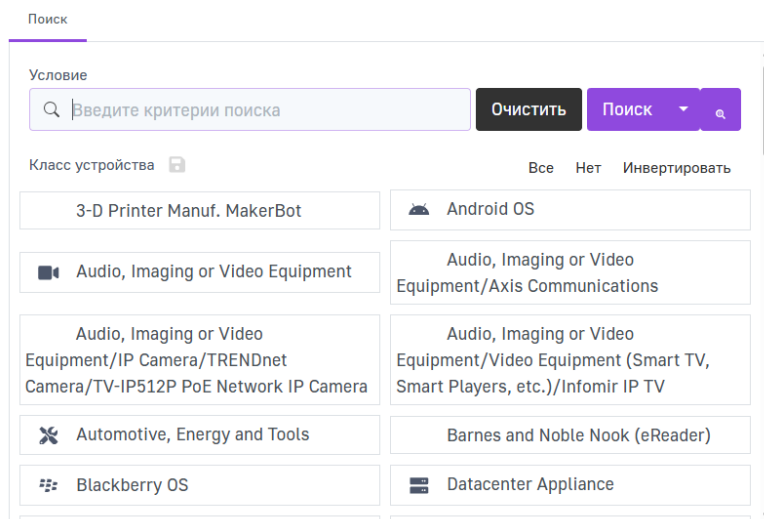 Поиск
Условие
Введите критерии поиска
Очистить
Поиск
Класс устройства
Все Нет Инвертировать
3-D Printer Manuf. MakerBot
Android OS
Audio, Imaging or Video Equipment
Audio, Imaging or Video
Equipment/Axis Communications
Audio, Imaging or Video
Equipment/IP Camera/TRENDnet
Camera/TV-IP512P PoE Network IP Camera
Audio, Imaging or Video
Equipment/Video Equipment (Smart TV,
Smart Players, etc.)/Infomir IP TV
Automotive, Energy and Tools
Barnes and Noble Nook (eReader)
Blackberry OS
Datacenter Appliance